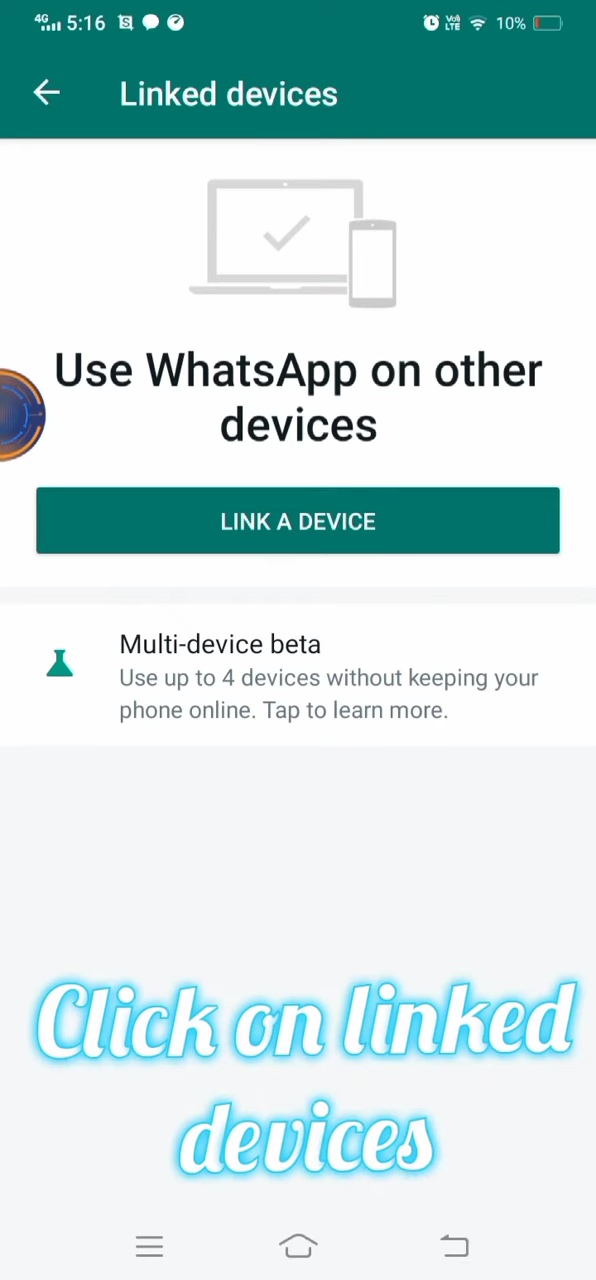 4G 5:16 10%
Linked devices
Use WhatsApp on other
devices
LINK A DEVICE
Multi-device beta
Use up to 4 devices without keeping your
phone online. Tap to learn more.
Click on linked
devices